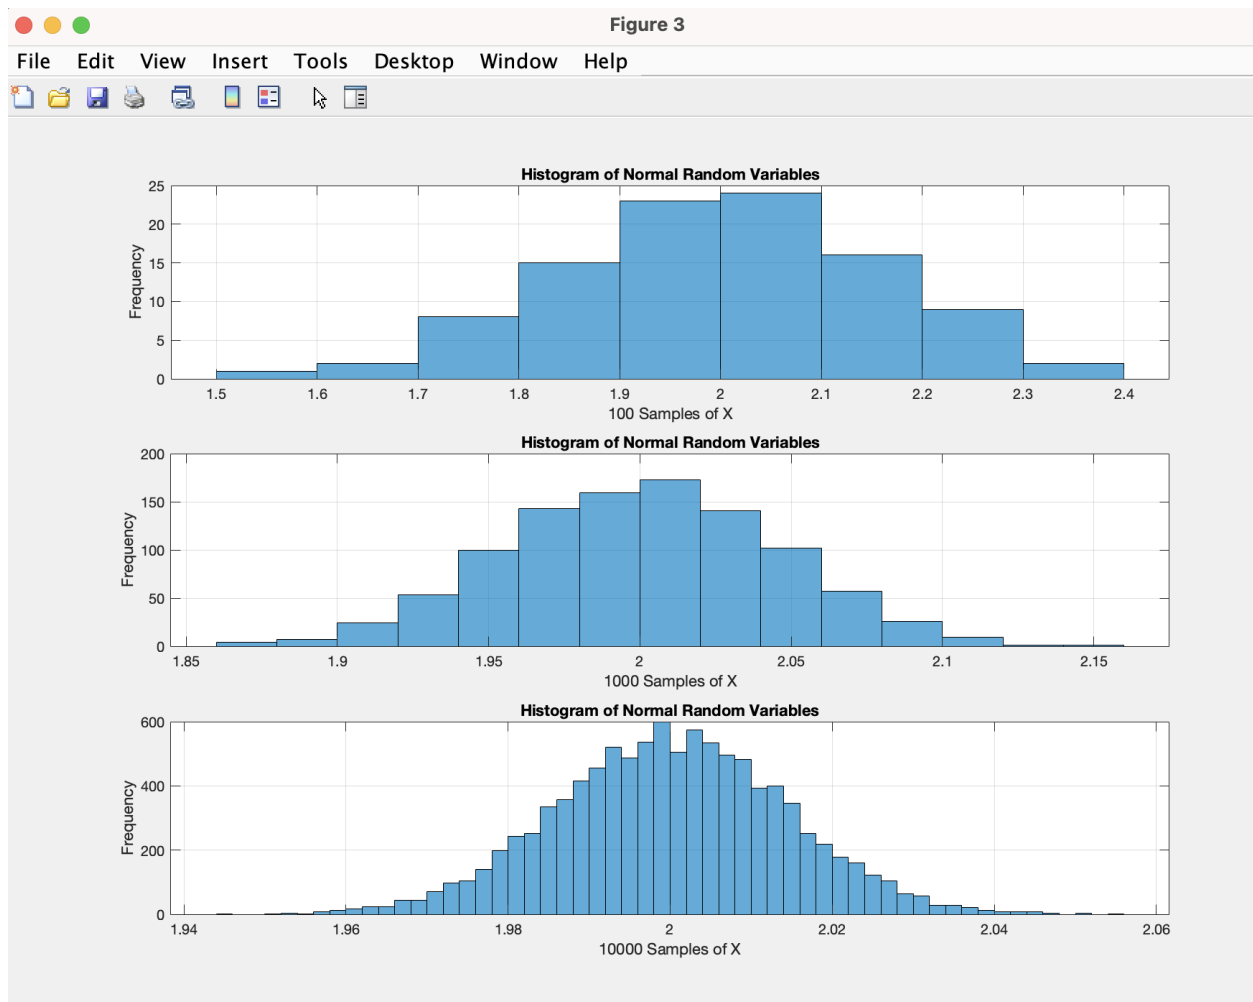 Figure 3
File Edit View Insert Tools Desktop Window Help
Histogram of Normal Random Variables
25
20
15
10
5
0
Frequency
1.5 1.6 1.7 1.8 1.9 2 2.1 2.2 2.3 2.4
100 Samples of X
Histogram of Normal Random Variables
200
150
100
50
0
Frequency
1.85 1.9 1.95 2 2.05 2.1 2.15
1000 Samples of X
Histogram of Normal Random Variables
600
400
200
0
Frequency
1.94 1.96 1.98 2 2.02 2.04 2.06
10000 Samples of X